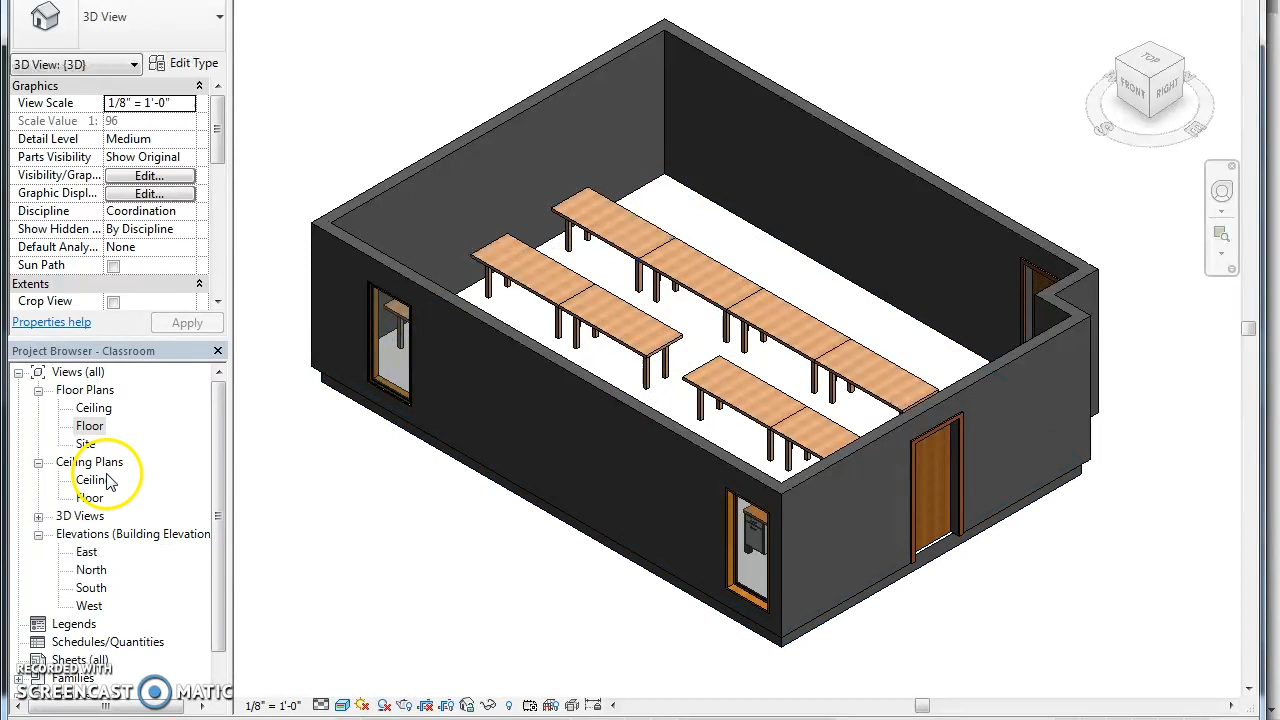 3D View
3D View: {3D} Edit Type
Graphics
View Scale 1/8" = 1'-0"
Scale Value 1: 96
Detail Level Medium
Parts Visibility Show Original
Visibility/Grap... Edit...
Graphic Displ... Edit...
Discipline Coordination
Show Hidden ... By Discipline
Default Analy... None
Sun Path
Extents
Crop View
Properties help Apply
Project Browser - Classroom
Views (all)
Floor Plans
Ceiling
Floor
Site
Ceiling Plans
Ceiling
Floor
3D Views
Elevations (Building Elevation
East
North
South
West
Legends
Schedules/Quantities
Sheets (all)
Families
RECORDED WITH
SCREENCAST MATIC
1/8" = 1'-0"
TOP
FRONT
RIGHT